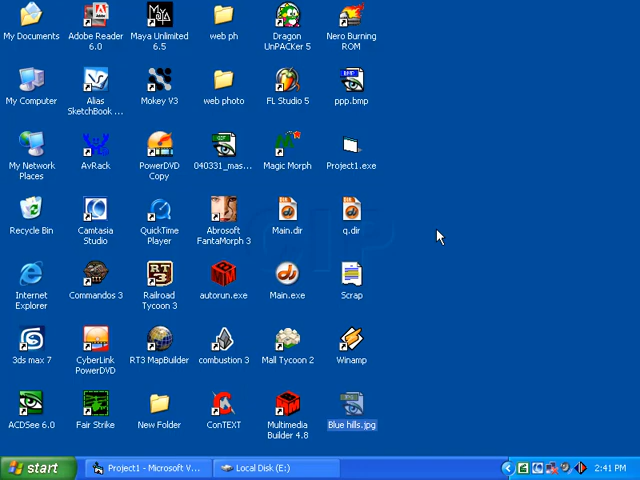 My Documents
Adobe Reader
6.0
Maya Unlimited
6.5
web ph
Dragon
UnPACKer 5
Nero Burning
ROM
My Computer
Alias
SketchBook ...
Mokey V3
web photo
FL Studio 5
ppp.bmp
My Network
Places
AvRack
PowerDVD
Copy
040331_mas...
Magic Morph
Project1.exe
Recycle Bin
Camtasia
Studio
QuickTime
Player
Abrosoft
FantaMorph 3
Main.dir
q.dir
Internet
Explorer
Commandos 3
Railroad
Tycoon 3
autorun.exe
Main.exe
Scrap
3ds max 7
CyberLink
PowerDVD
RT3 MapBuilder
combustion 3
Mall Tycoon 2
Winamp
ACDSee 6.0
Fair Strike
New Folder
ConTEXT
Multimedia
Builder 4.8
Blue hills.jpg
start
Project1 - Microsoft V...
Local Disk (E:)
2:41 PM